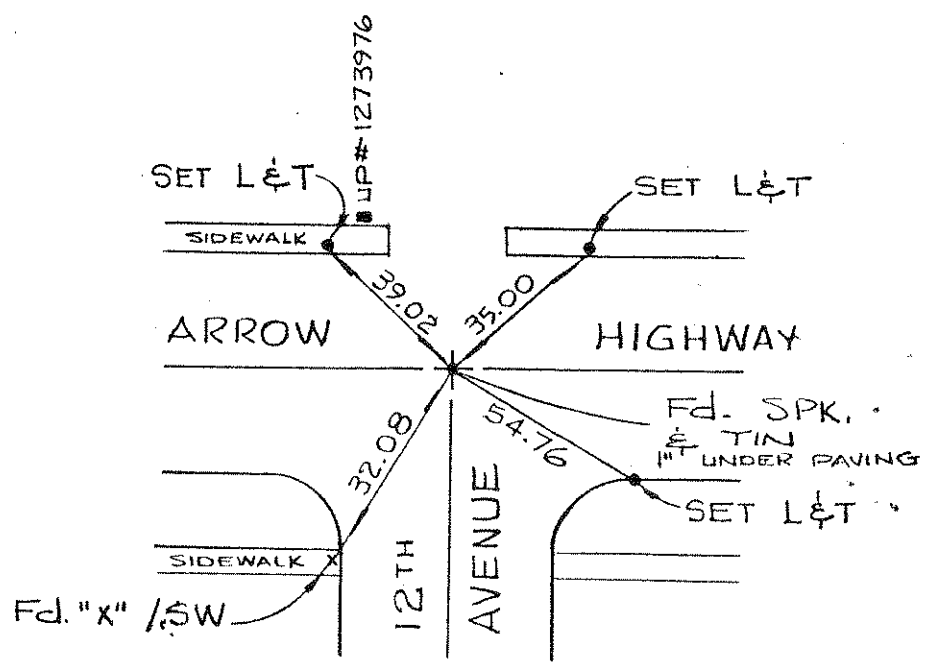 UP#1273976
SET L&T
SET L&T
SIDEWALK
39.02
35.00
ARROW
HIGHWAY
Fd. SPK.
& TIN
1" UNDER PAVING
54.76
32.08
SET L&T
12TH
AVENUE
SIDEWALK
X
Fd. "X" /SW